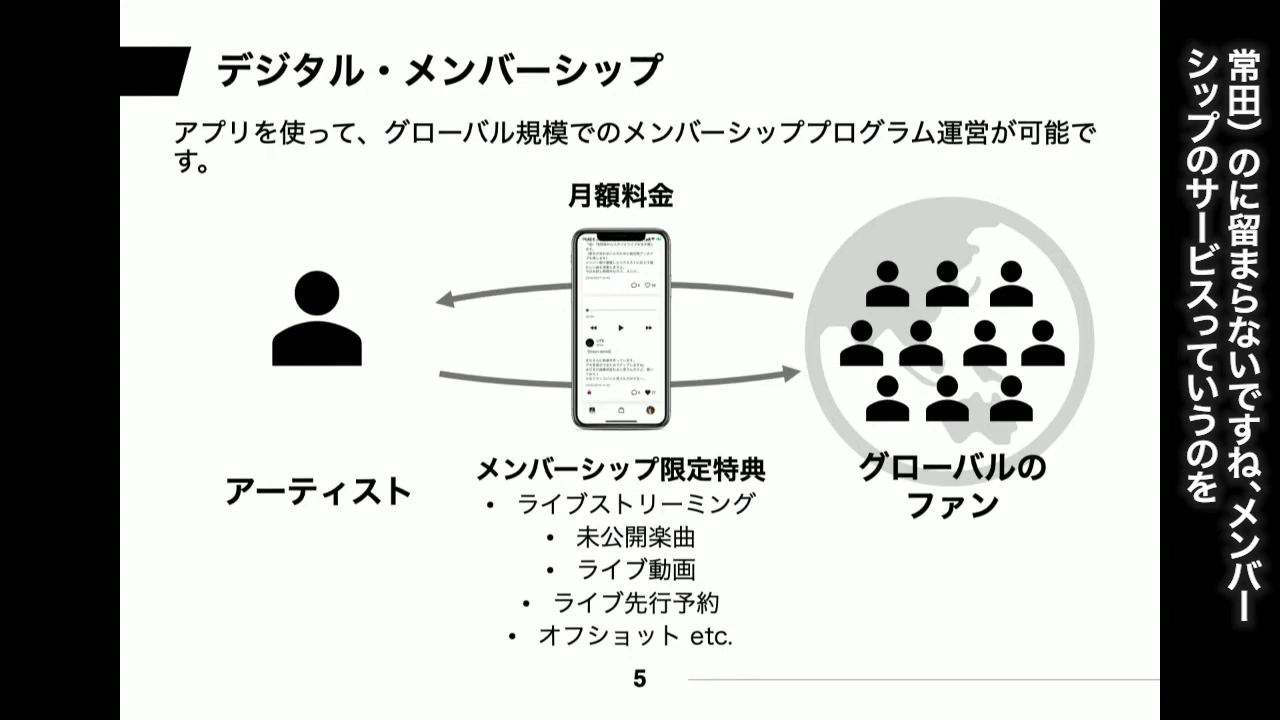 デジタル・メンバーシップ
アプリを使って、グローバル規模でのメンバーシッププログラム運営が可能で
す。
月額料金
アーティスト
メンバーシップ限定特典
• ライブストリーミング
• 未公開楽曲
• ライブ動画
• ライブ先行予約
• オフショット etc.
グローバルの
ファン
5
常田）のに留まらないですね、メンバー
シップのサービスっていうのを